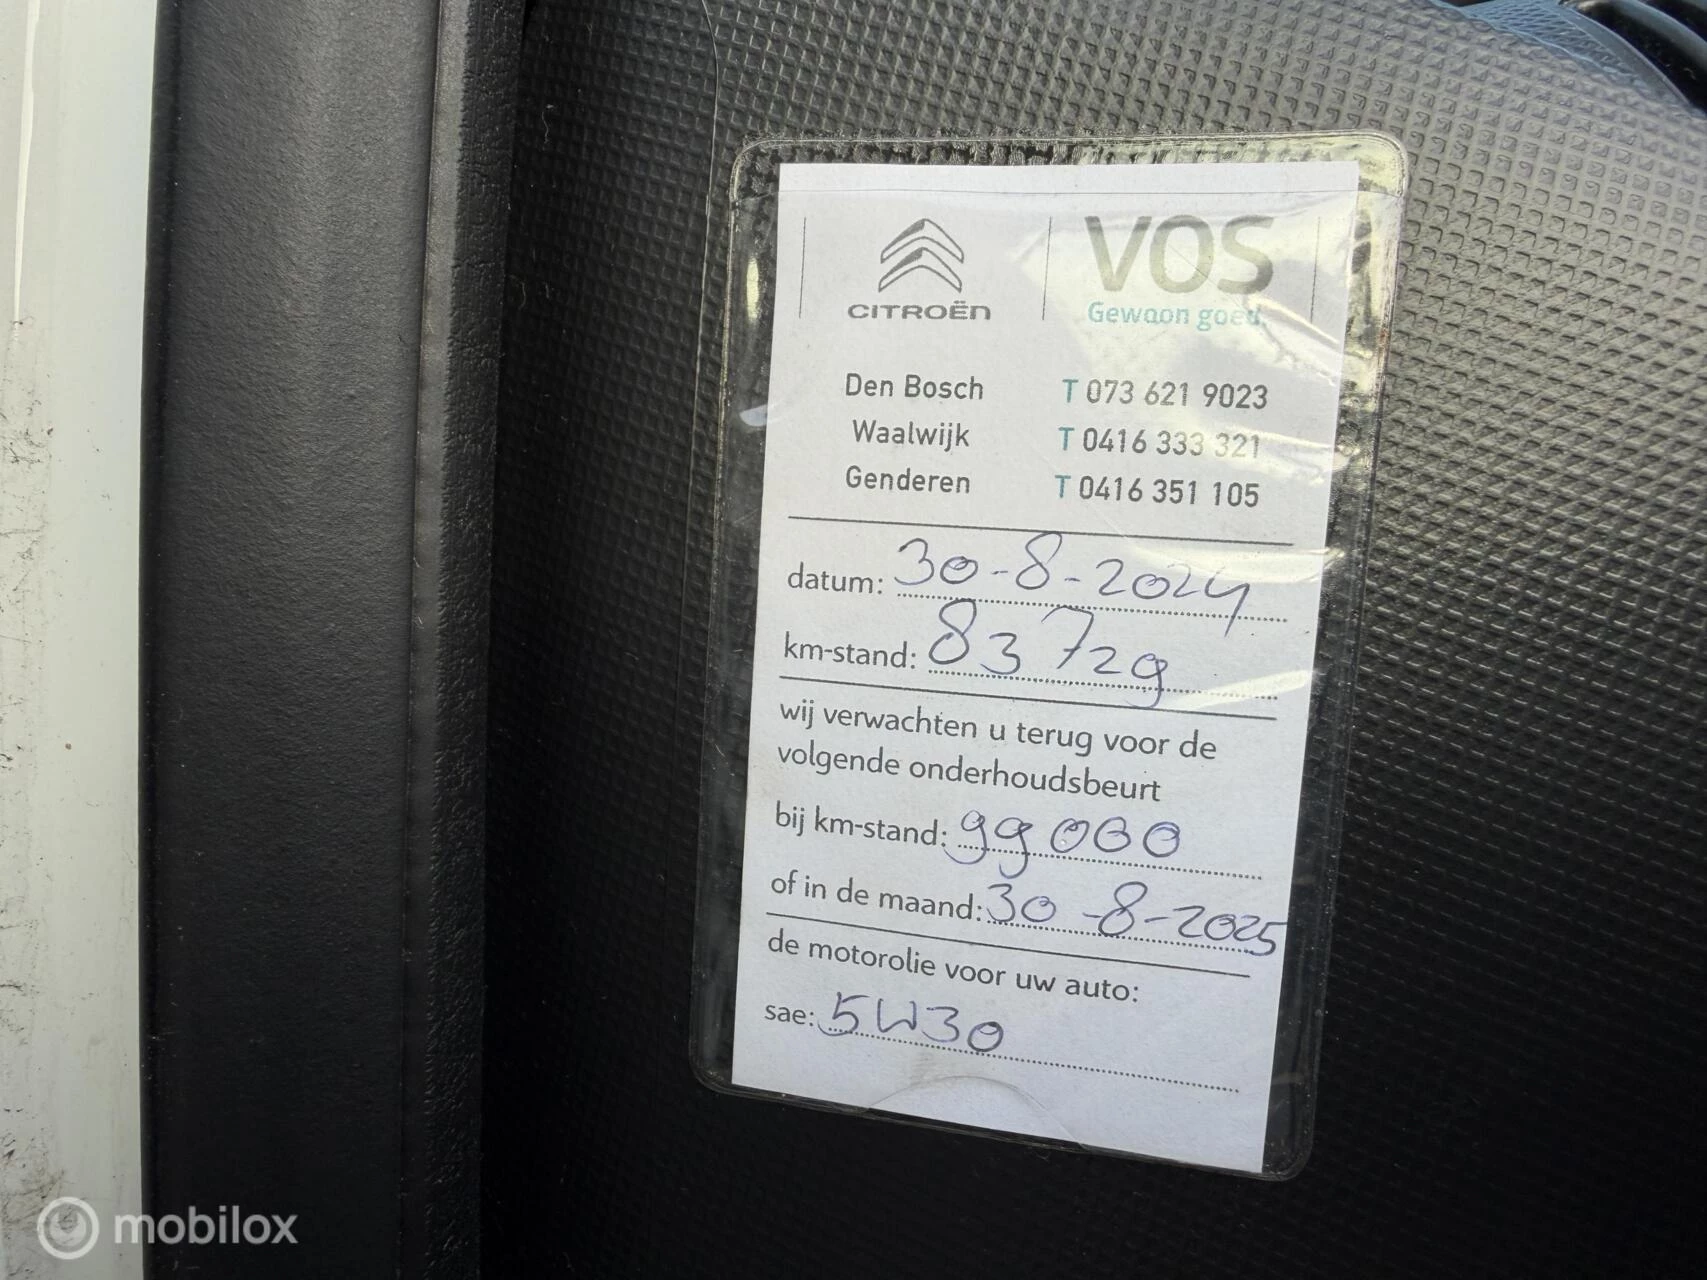 CITROËN
VOS
Gewoon goed.
Den Bosch T 073 621 9023
Waalwijk T 0416 333 321
Genderen T 0416 351 105
datum: 30-8-2024
km-stand: 83729
wij verwachten u terug voor de
volgende onderhoudsbeurt
bij km-stand: 99000
of in de maand: 30-8-2025
de motorolie voor uw auto:
sae: 5W30
mobilox